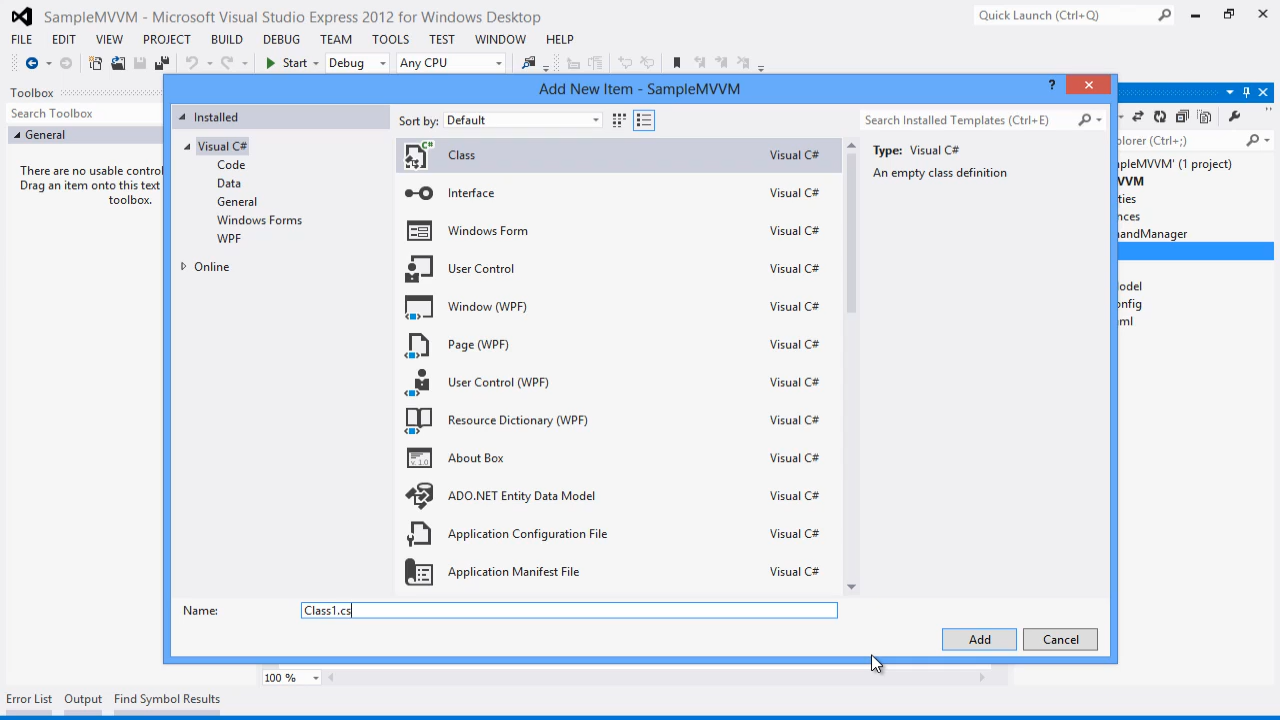 SampleMVVM - Microsoft Visual Studio Express 2012 for Windows Desktop
Quick Launch (Ctrl+Q)
FILE EDIT VIEW PROJECT BUILD DEBUG TEAM TOOLS TEST WINDOW HELP
Start Debug Any CPU
Toolbox
Search Toolbox
General
There are no usable control
Drag an item onto this text
toolbox.
Add New Item - SampleMVVM
?
Installed
Visual C#
Code
Data
General
Windows Forms
WPF
Online
Sort by: Default
Search Installed Templates (Ctrl+E)
Class Visual C#
Interface Visual C#
Windows Form Visual C#
User Control Visual C#
Window (WPF) Visual C#
Page (WPF) Visual C#
User Control (WPF) Visual C#
Resource Dictionary (WPF) Visual C#
About Box Visual C#
ADO.NET Entity Data Model Visual C#
Application Configuration File Visual C#
Application Manifest File Visual C#
Type: Visual C#
An empty class definition
Name: Class1.cs
Add Cancel
plorer (Ctrl+;)
pleMVVM' (1 project)
VVM
ties
nces
nandManager
odel
nfig
ml
100 %
Error List Output Find Symbol Results